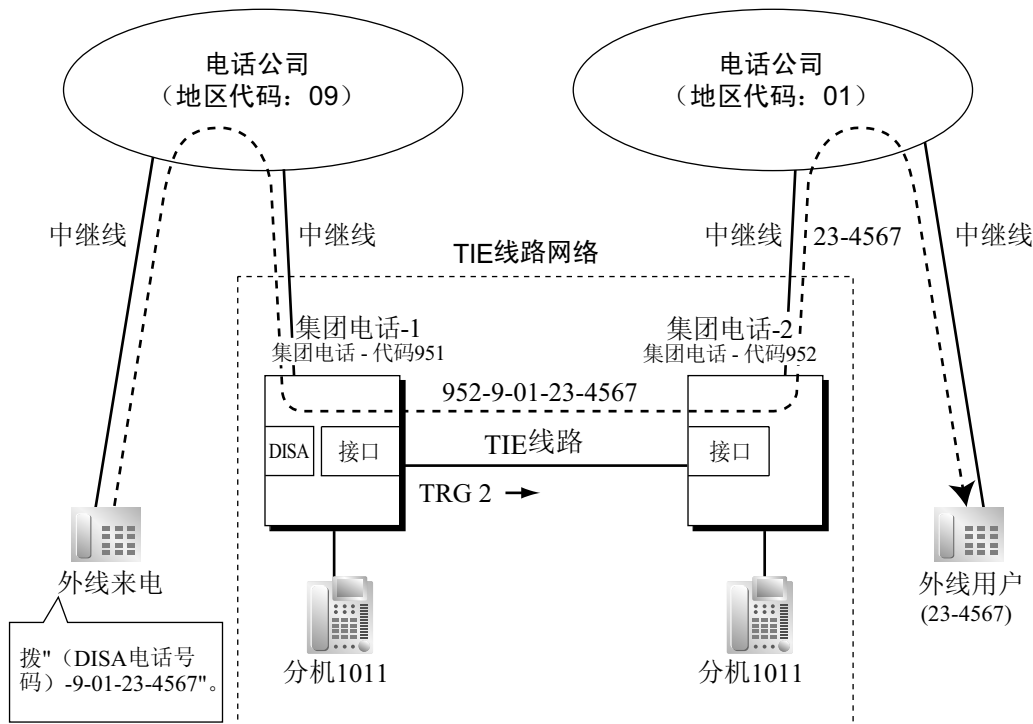 电话公司
（地区代码：09）
电话公司
（地区代码：01）
中继线
中继线
中继线
23-4567
中继线
TIE线路网络
集团电话-1
集团电话 - 代码951
集团电话-2
集团电话 - 代码952
952-9-01-23-4567
DISA
接口
TIE线路
接口
TRG 2
外线来电
外线用户
(23-4567)
拨"（DISA电话号
码）-9-01-23-4567"。
分机1011
分机1011